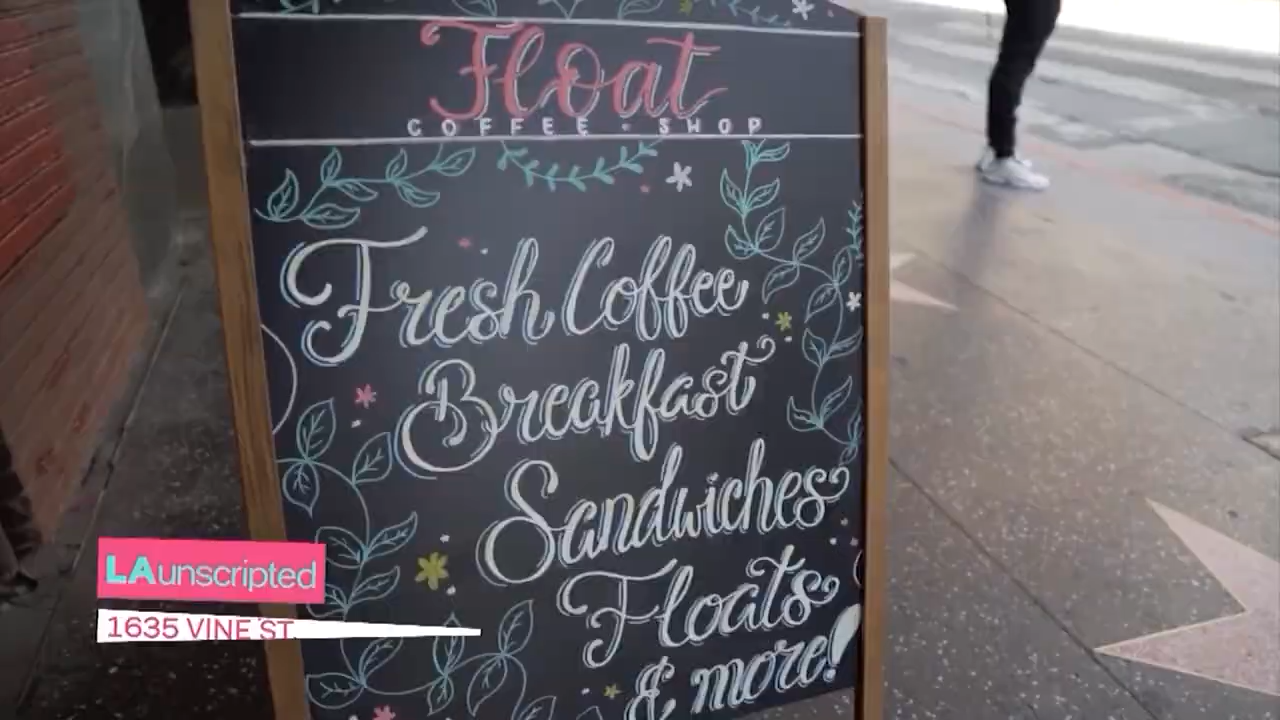 Float
COFFEE - SHOP
Fresh Coffee
Breakfast
Sandwiches
Floats
& more!
LAunscripted
1635 VINE ST.